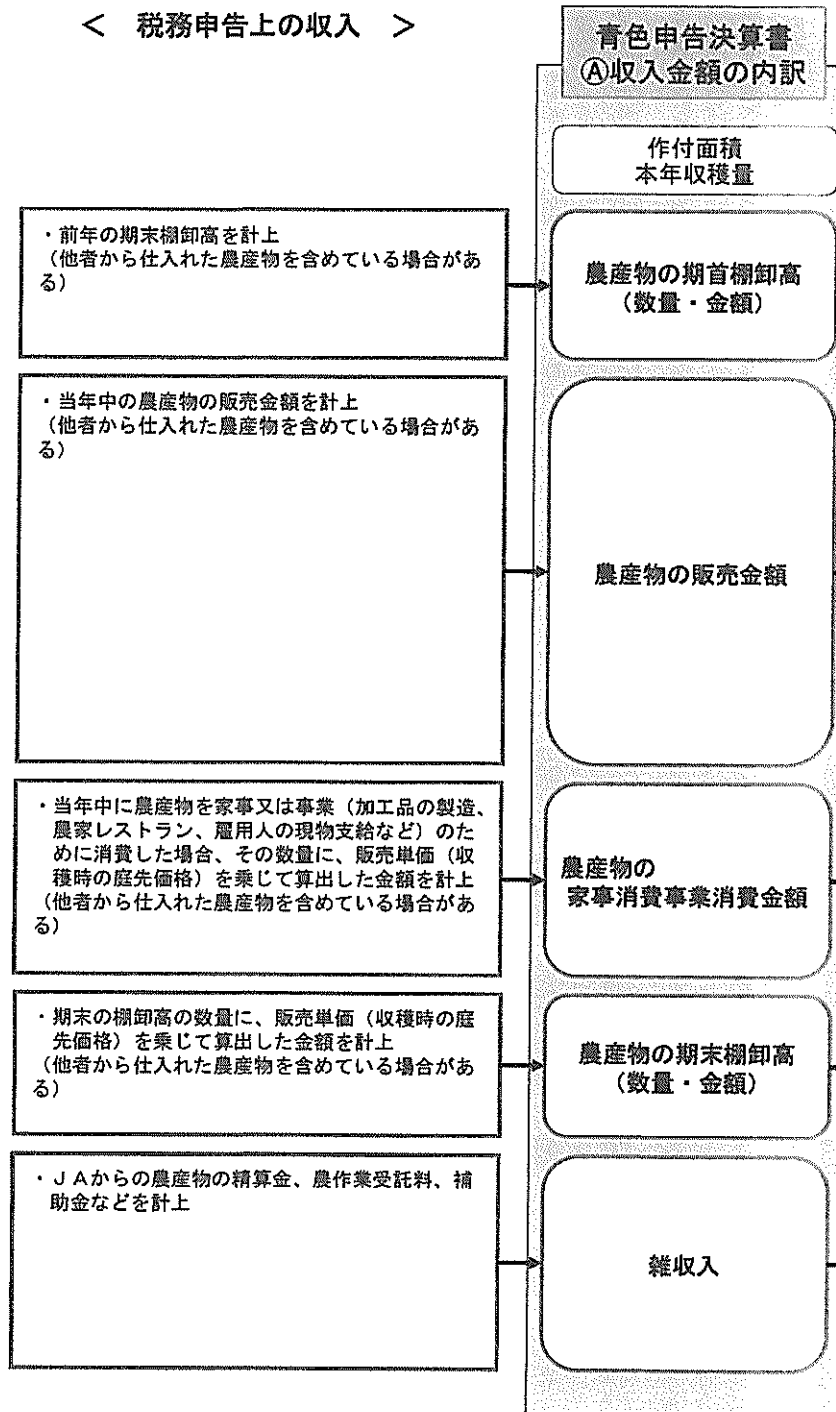 ＜ 税務申告上の収入 ＞
青色申告決算書
Ⓐ収入金額の内訳
作付面積
本年収穫量
・前年の期末棚卸高を計上
（他者から仕入れた農産物を含めている場合があ
る）
農産物の期首棚卸高
（数量・金額）
・当年中の農産物の販売金額を計上
（他者から仕入れた農産物を含めている場合があ
る）
農産物の販売金額
・当年中に農産物を家事又は事業（加工品の製造、
農家レストラン、雇用人の現物支給など）のた
めに消費した場合、その数量に、販売単価（収
穫時の庭先価格）を乗じて算出した金額を計上
（他者から仕入れた農産物を含めている場合があ
る）
農産物の
家事消費事業消費金額
・期末の棚卸高の数量に、販売単価（収穫時の庭
先価格）を乗じて算出した金額を計上
（他者から仕入れた農産物を含めている場合があ
る）
農産物の期末棚卸高
（数量・金額）
・ＪＡからの農産物の精算金、農作業受託料、補
助金などを計上
雑収入